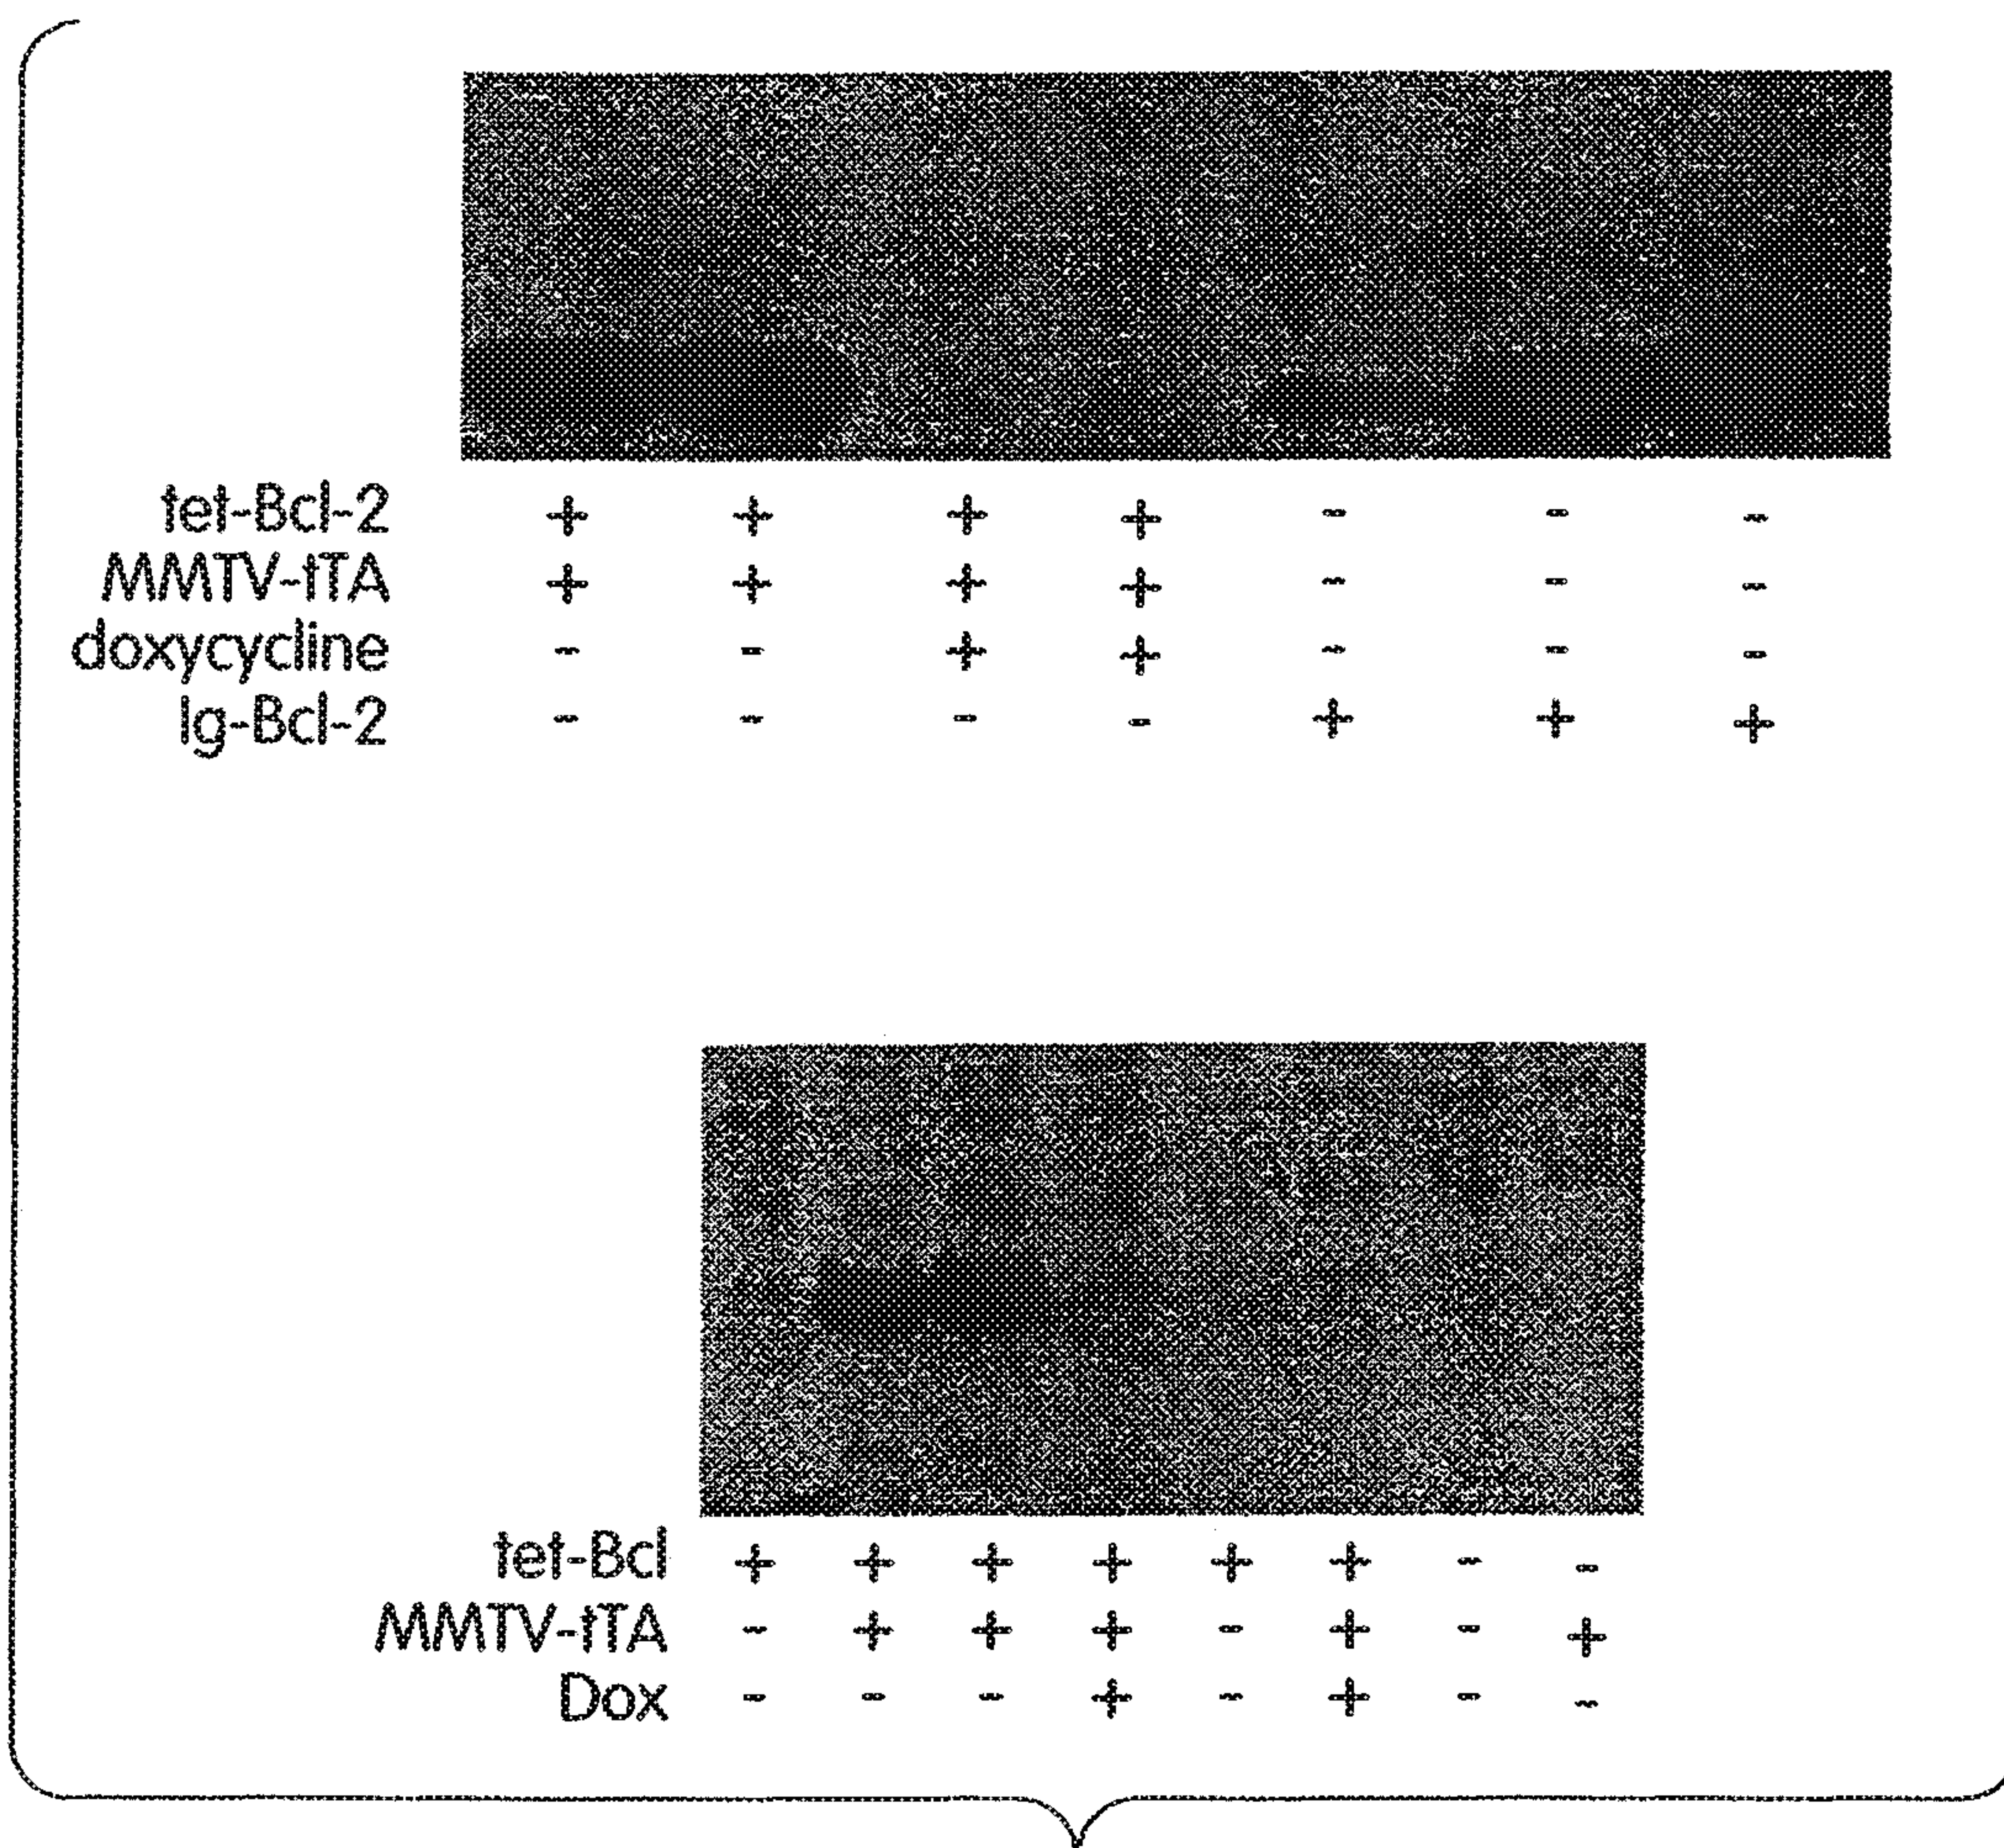 tet-Bcl-2 + + + + - - -
MMTV-tTA + + + + - - -
doxycycline - - + + - - -
Ig-Bcl-2 - - - - + + +
tet-Bcl + + + + + + - -
MMTV-tTA - + + + - + - +
Dox - - - + - + - -